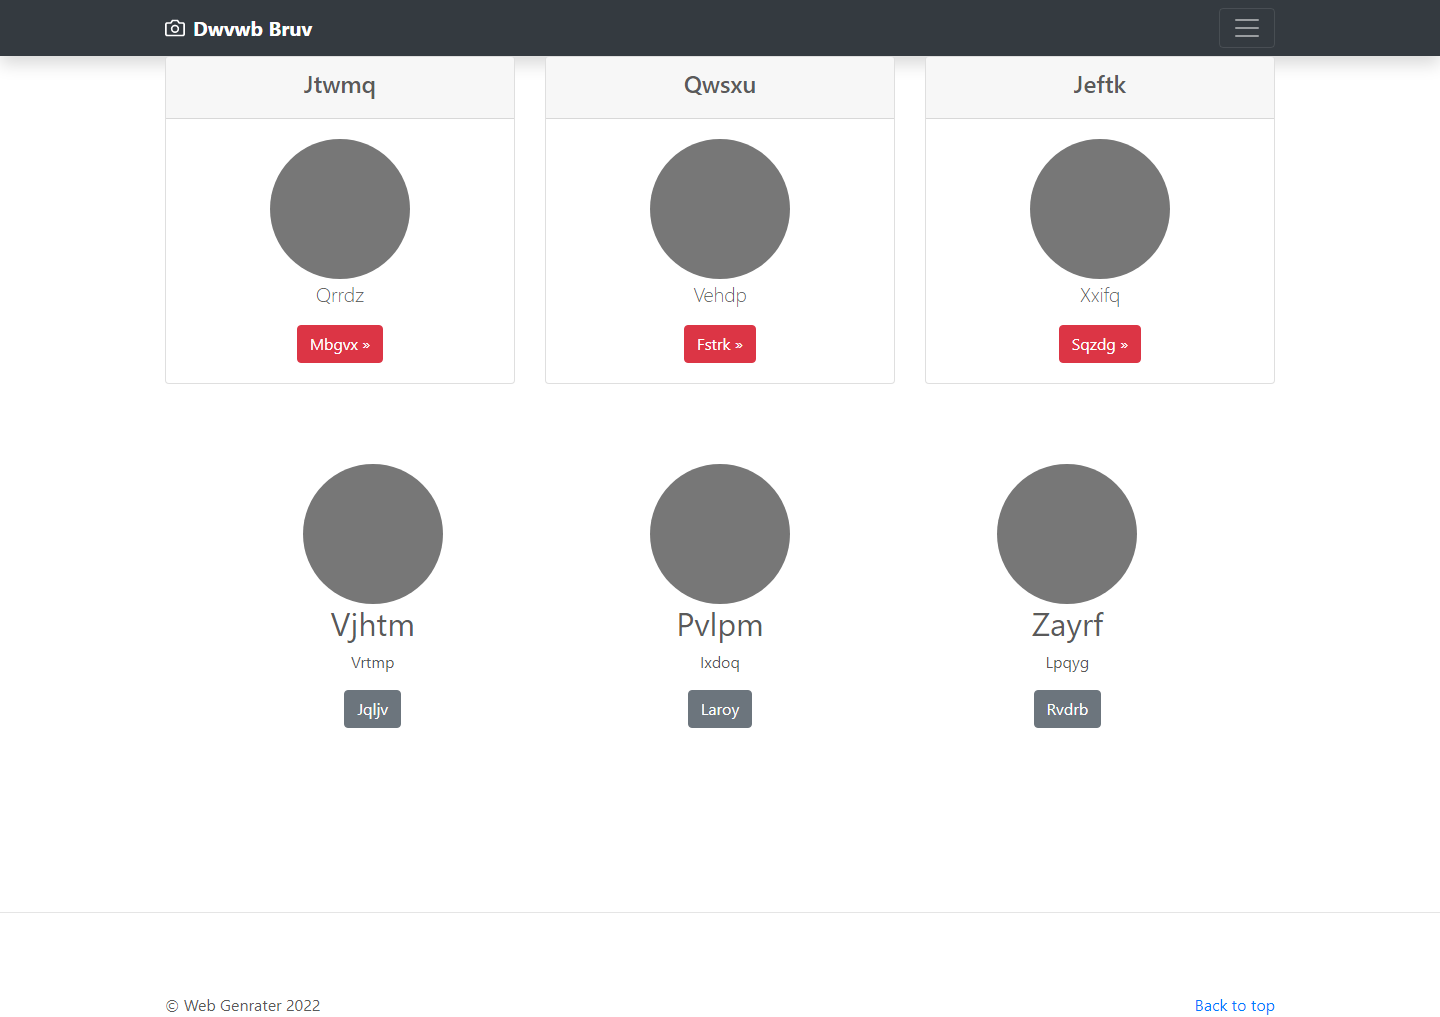 Dwvwb Bruv
Jtwmq
Qwsxu
Jeftk
Qrrdz
Vehdp
Xxifq
Mbgvx »
Fstrk »
Sqzdg »
Vjhtm
Pvlpm
Zayrf
Vrtmp
Ixdoq
Lpqyg
Jqljv
Laroy
Rvdrb
© Web Genrater 2022
Back to top